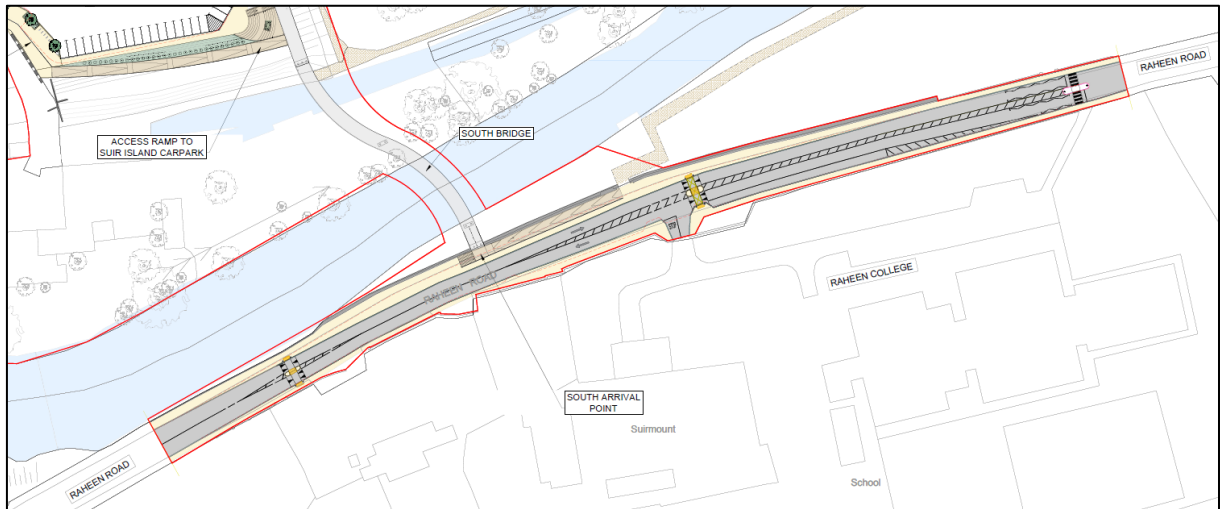 RAHEEN ROAD
ACCESS RAMP TO
SUIR ISLAND CARPARK
SOUTH BRIDGE
RAHEEN COLLEGE
RAHEEN ROAD
SOUTH ARRIVAL
POINT
Suirmount
RAHEEN ROAD
School